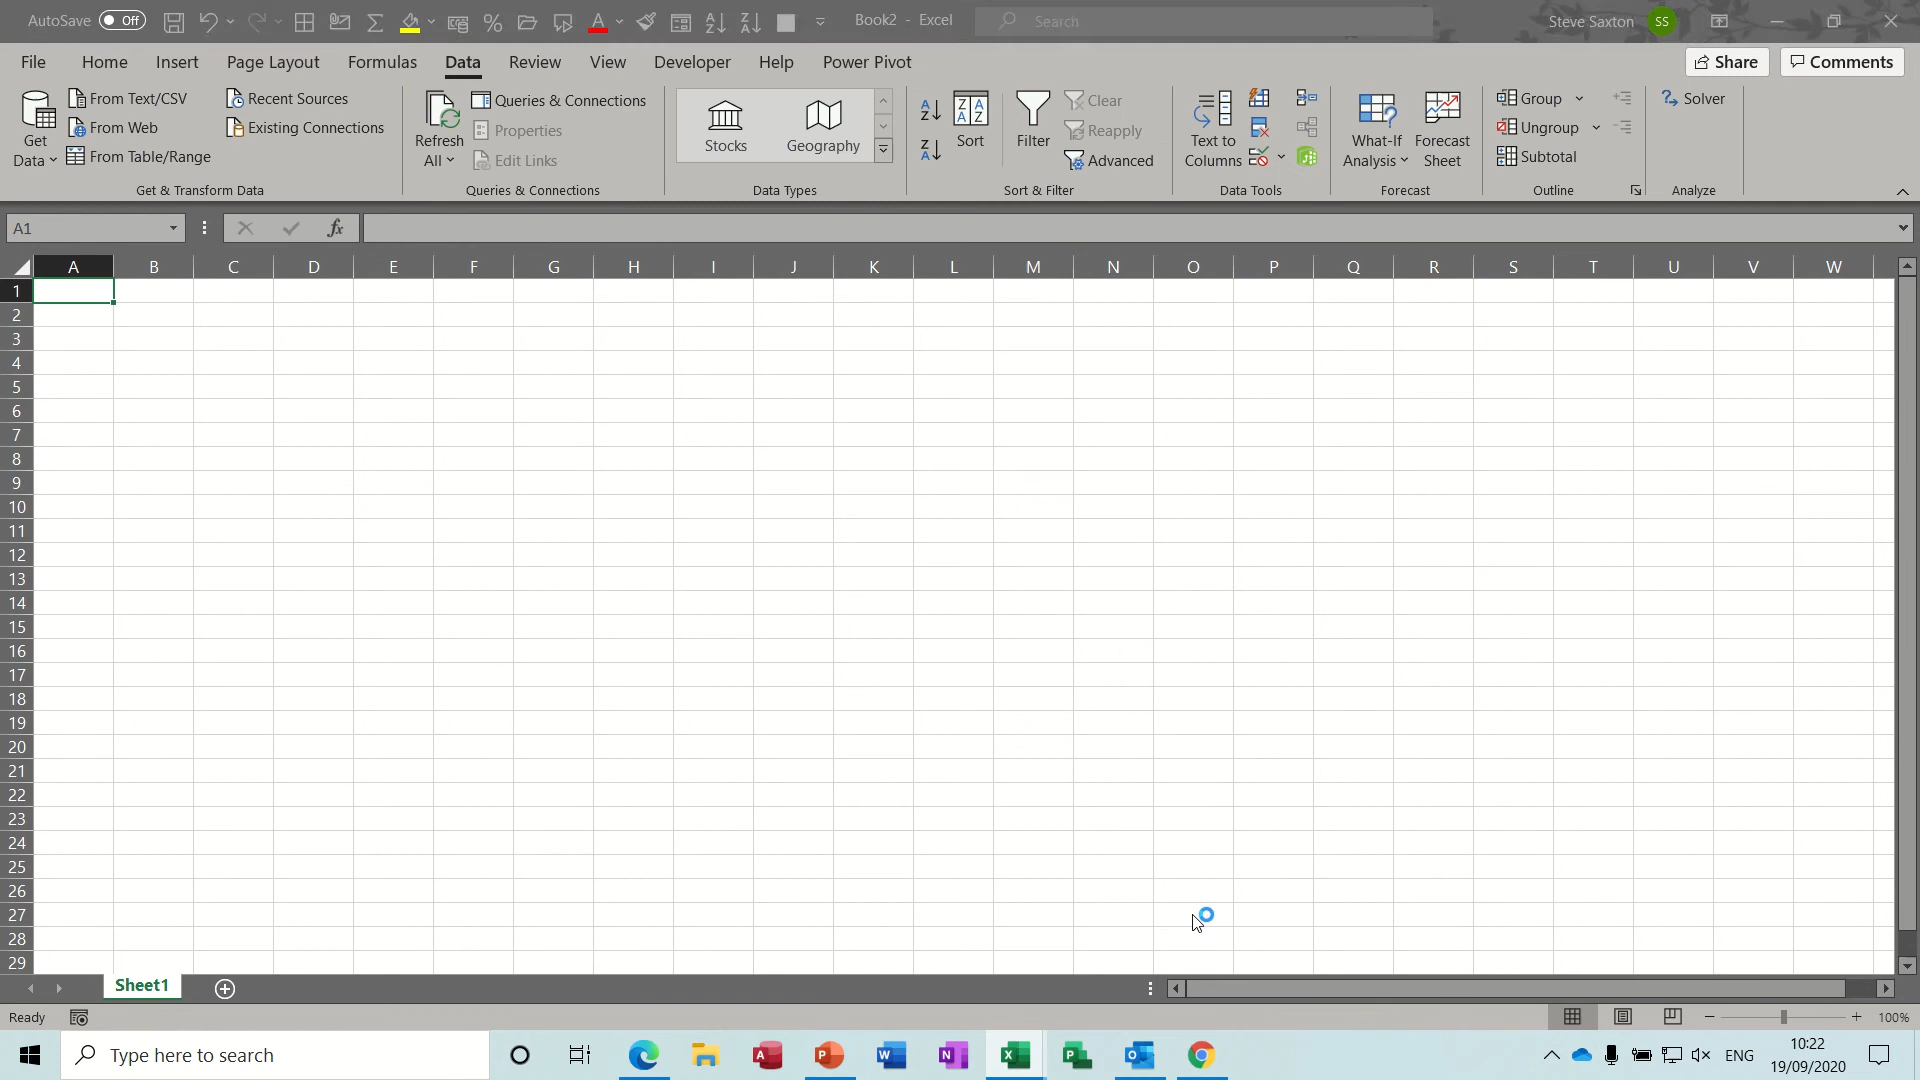 AutoSave Off Book2 - Excel Search Steve Saxton SS
File Home Insert Page Layout Formulas Data Review View Developer Help Power Pivot Share Comments
Get Data
From Text/CSV
From Web
From Table/Range
Recent Sources
Existing Connections
Get & Transform Data
Refresh All
Queries & Connections
Properties
Edit Links
Queries & Connections
Stocks
Geography
Data Types
Sort
Filter
Clear
Reapply
Advanced
Sort & Filter
Text to Columns
Data Tools
What-If Analysis
Forecast Sheet
Forecast
Group
Ungroup
Subtotal
Outline
Solver
Analyze
A1 fx
A B C D E F G H I J K L M N O P Q R S T U V W
1
2
3
4
5
6
7
8
9
10
11
12
13
14
15
16
17
18
19
20
21
22
23
24
25
26
27
28
29
Sheet1
Ready 100%
Type here to search ENG 10:22
19/09/2020